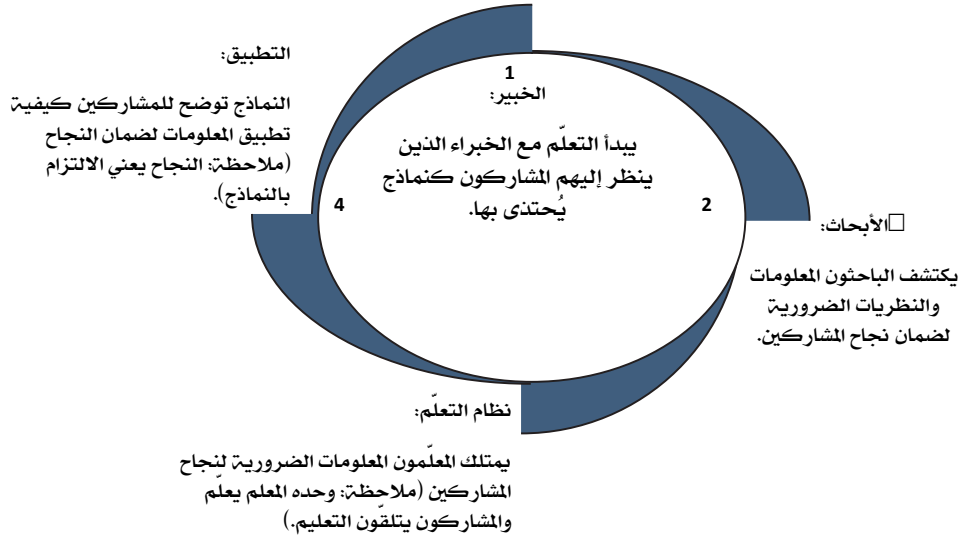 1
الخبير:
يبدأ التعلّم مع الخبراء الذين
ينظر إليهم المشاركون كنماذج
يُحتذى بها.
2
الأبحاث:
يكتشف الباحثون المعلومات
والنظريات الضرورية
لضمان نجاح المشاركين.
نظام التعلّم:
يمتلك المعلّمون المعلومات الضرورية لنجاح
المشاركين (ملاحظة: وحده المعلم يعلّم
والمشاركون يتلقّون التعليم.)
4
التطبيق:
النماذج توضح للمشاركين كيفية
تطبيق المعلومات لضمان النجاح
(ملاحظة: النجاح يعني الالتزام
بالنماذج).